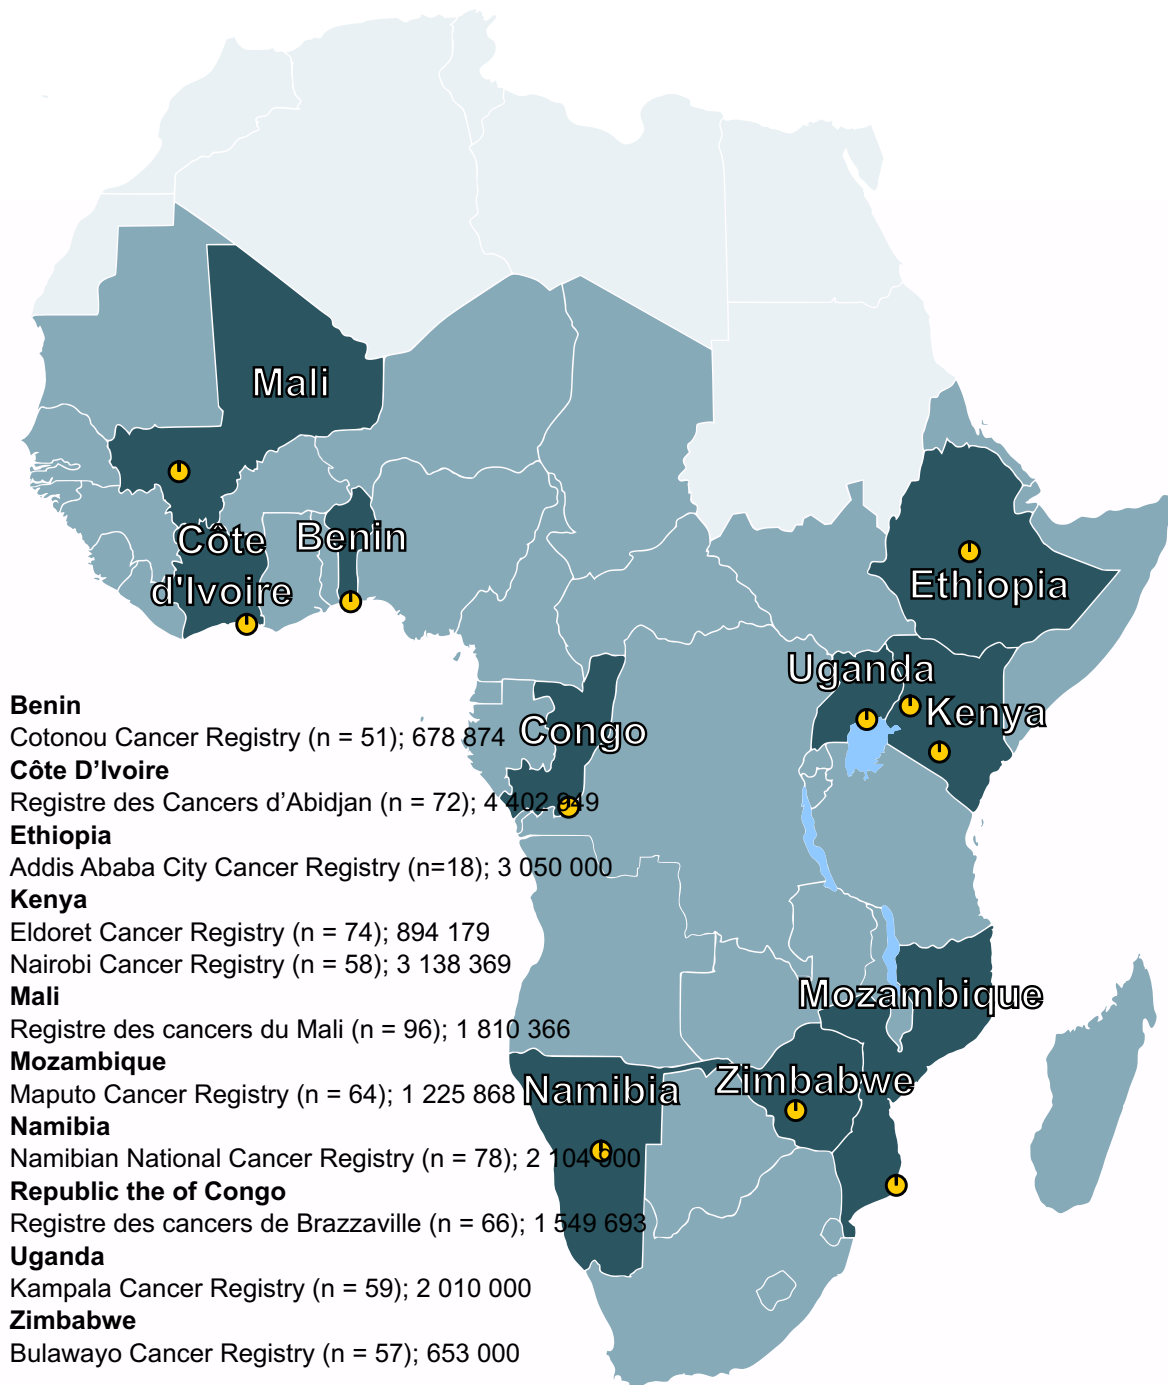 Mali
Côte
d'Ivoire
Benin
Ethiopia
Uganda
Kenya
Congo
Mozambique
Namibia
Zimbabwe
Benin
Cotonou Cancer Registry (n = 51); 678 874
Côte D’Ivoire
Registre des Cancers d’Abidjan (n = 72); 4 402 949
Ethiopia
Addis Ababa City Cancer Registry (n=18); 3 050 000
Kenya
Eldoret Cancer Registry (n = 74); 894 179
Nairobi Cancer Registry (n = 58); 3 138 369
Mali
Registre des cancers du Mali (n = 96); 1 810 366
Mozambique
Maputo Cancer Registry (n = 64); 1 225 868
Namibia
Namibian National Cancer Registry (n = 78); 2 104 900
Republic the of Congo
Registre des cancers de Brazzaville (n = 66); 1 549 693
Uganda
Kampala Cancer Registry (n = 59); 2 010 000
Zimbabwe
Bulawayo Cancer Registry (n = 57); 653 000